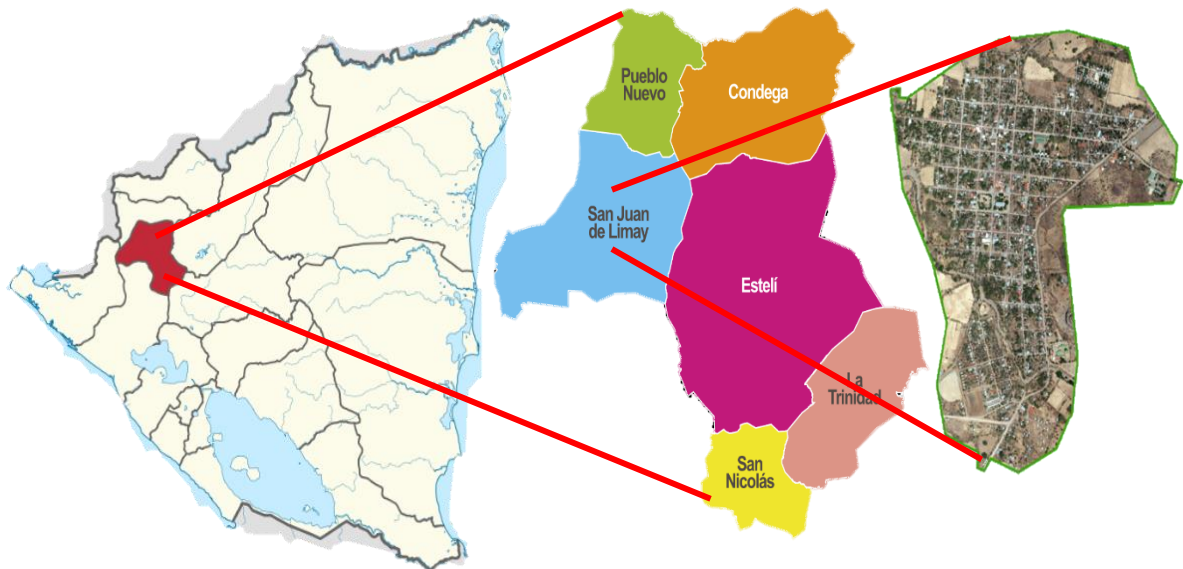 Pueblo
Nuevo
Condega
San Juan
de Limay
Estelí
La
Trinidad
San
Nicolás